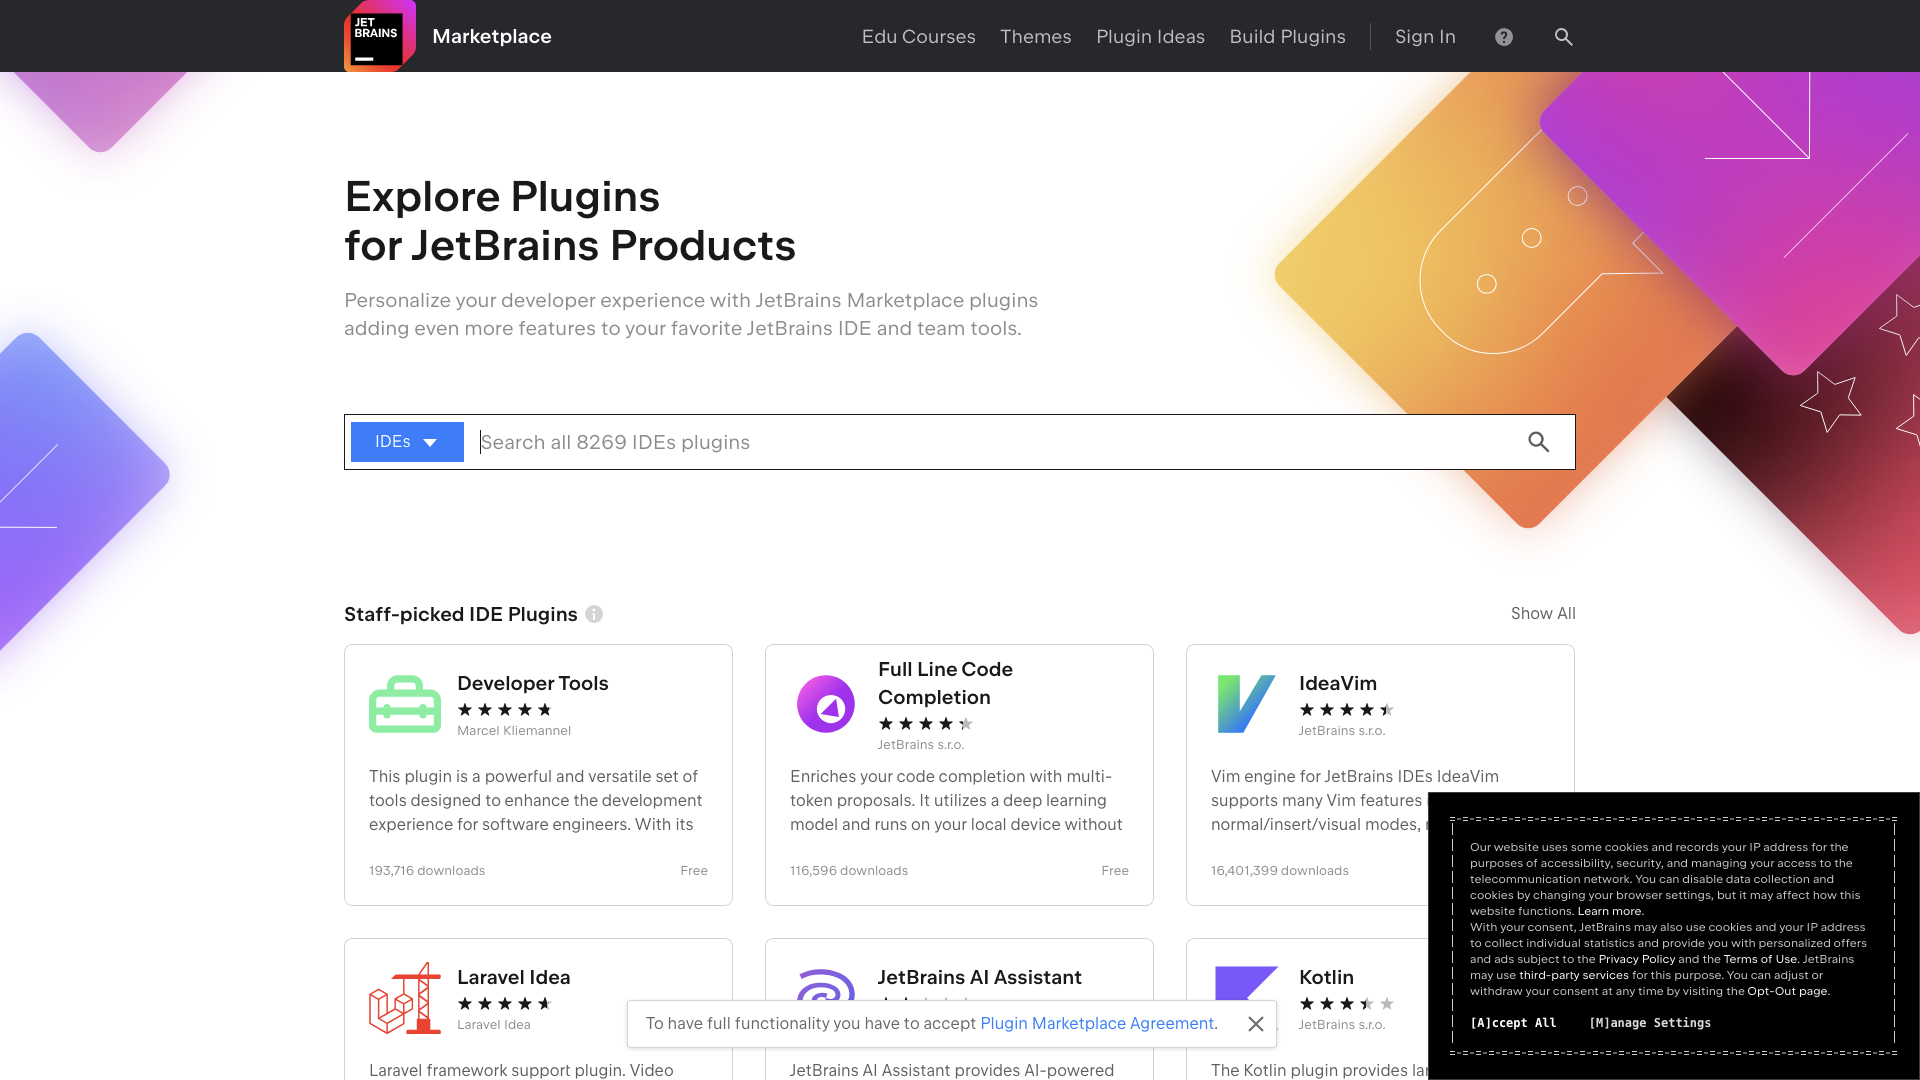 JET
BRAINS
Marketplace
Edu Courses
Themes
Plugin Ideas
Build Plugins
Sign In
Explore Plugins
for JetBrains Products
Personalize your developer experience with JetBrains Marketplace plugins
adding even more features to your favorite JetBrains IDE and team tools.
IDEs
Search all 8269 IDEs plugins
Staff-picked IDE Plugins
Show All
Developer Tools
Marcel Kliemannel
This plugin is a powerful and versatile set of
tools designed to enhance the development
experience for software engineers. With its
193,716 downloads
Free
Full Line Code
Completion
JetBrains s.r.o.
Enriches your code completion with multi-
token proposals. It utilizes a deep learning
model and runs on your local device without
116,596 downloads
Free
IdeaVim
JetBrains s.r.o.
Vim engine for JetBrains IDEs IdeaVim
supports many Vim features
normal/insert/visual modes,
16,401,399 downloads
Laravel Idea
Laravel Idea
Laravel framework support plugin. Video
JetBrains AI Assistant
JetBrains AI Assistant provides AI-powered
Kotlin
JetBrains s.r.o.
The Kotlin plugin provides
To have full functionality you have to accept Plugin Marketplace Agreement.
Our website uses some cookies and records your IP address for the
purposes of accessibility, security, and managing your access to the
telecommunication network. You can disable data collection and
cookies by changing your browser settings, but it may affect how this
website functions. Learn more.
With your consent, JetBrains may also use cookies and your IP address
to collect individual statistics and provide you with personalized offers
and ads subject to the Privacy Policy and the Terms of Use. JetBrains
may use third-party services for this purpose. You can adjust or
withdraw your consent at any time by visiting the Opt-Out page.
[A]ccept All
[M]anage Settings